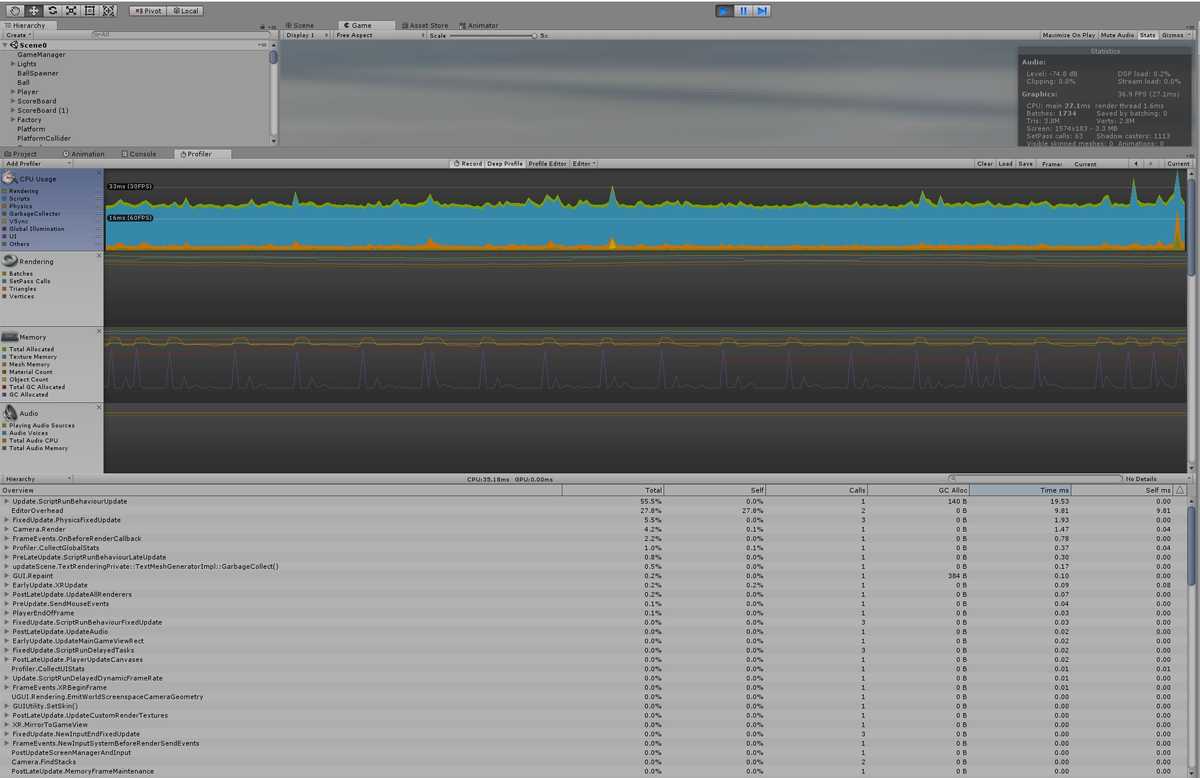 Pivot Local
Hierarchy
Create All
Scene0
GameManager
Lights
BallSpawner
Ball
Player
ScoreBoard
ScoreBoard (1)
Factory
Platform
PlatformCollider
Scene Game Asset Store Animator
Display 1 Free Aspect Scale 5x Maximize On Play Mute Audio Stats Gizmos
Statistics
Audio:
Level: -74.8 dB DSP load: 0.2%
Clipping: 0.0% Stream load: 0.0%
Graphics: 36.9 FPS (27.1ms)
CPU: main 27.1ms render thread 1.6ms
Batches: 1734 Saved by batching: 0
Tris: 3.8M Verts: 2.8M
Screen: 1574x183 - 3.3 MB
SetPass calls: 63 Shadow casters: 1113
Visible skinned meshes: 0 Animations: 0
Project Animation Console Profiler
Add Profiler Record Deep Profile Profile Editor Editor Clear Load Save Frame: Current Current
CPU Usage
Rendering
Scripts
Physics
GarbageCollector
VSync
Global Illumination
UI
Others
33ms (30FPS)
16ms (60FPS)
Rendering
Batches
SetPass Calls
Triangles
Vertices
Memory
Total Allocated
Texture Memory
Mesh Memory
Material Count
Object Count
Total GC Allocated
GC Allocated
Audio
Playing Audio Sources
Audio Voices
Total Audio CPU
Total Audio Memory
Hierarchy CPU:35.18ms GPU:0.00ms No Details
Overview Total Self Calls GC Alloc Time ms Self ms
Update.ScriptRunBehaviourUpdate 55.5% 0.0% 1 140 B 19.53 0.00
EditorOverhead 27.8% 27.8% 2 0 B 9.81 9.81
FixedUpdate.PhysicsFixedUpdate 5.5% 0.0% 3 0 B 1.93 0.00
Camera.Render 4.2% 0.1% 1 0 B 1.47 0.04
FrameEvents.OnBeforeRenderCallback 2.2% 0.0% 1 0 B 0.78 0.00
Profiler.CollectGlobalStats 1.0% 0.1% 1 0 B 0.37 0.04
PreLateUpdate.ScriptRunBehaviourLateUpdate 0.8% 0.0% 1 0 B 0.30 0.00
updateScene.TextRenderingPrivate::TextMeshGeneratorImpl::GarbageCollect() 0.5% 0.0% 1 0 B 0.17 0.00
GUI.Repaint 0.2% 0.0% 1 384 B 0.10 0.00
EarlyUpdate.XRUpdate 0.2% 0.2% 1 0 B 0.09 0.08
PostLateUpdate.UpdateAllRenderers 0.2% 0.0% 1 0 B 0.07 0.00
PreUpdate.SendMouseEvents 0.1% 0.0% 1 0 B 0.04 0.00
PlayerEndOfFrame 0.1% 0.0% 1 0 B 0.03 0.00
FixedUpdate.ScriptRunBehaviourFixedUpdate 0.0% 0.0% 3 0 B 0.03 0.00
PostLateUpdate.UpdateAudio 0.0% 0.0% 1 0 B 0.02 0.00
EarlyUpdate.UpdateMainGameViewRect 0.0% 0.0% 1 0 B 0.02 0.00
FixedUpdate.ScriptRunDelayedTasks 0.0% 0.0% 3 0 B 0.02 0.00
PostLateUpdate.PlayerUpdateCanvases 0.0% 0.0% 1 0 B 0.02 0.00
Profiler.CollectUIStats 0.0% 0.0% 1 0 B 0.01 0.01
Update.ScriptRunDelayedDynamicFrameRate 0.0% 0.0% 1 0 B 0.01 0.00
FrameEvents.XRBeginFrame 0.0% 0.0% 1 0 B 0.01 0.00
UGUI.Rendering.EmitWorldScreenspaceCameraGeometry 0.0% 0.0% 1 0 B 0.00 0.00
GUIUtility.SetSkin() 0.0% 0.0% 1 0 B 0.00 0.00
PostLateUpdate.UpdateCustomRenderTextures 0.0% 0.0% 1 0 B 0.00 0.00
XR.MirrorToGameView 0.0% 0.0% 1 0 B 0.00 0.00
FixedUpdate.NewInputEndFixedUpdate 0.0% 0.0% 3 0 B 0.00 0.00
FrameEvents.NewInputSystemBeforeRenderSendEvents 0.0% 0.0% 1 0 B 0.00 0.00
PostUpdateScreenManagerAndInput 0.0% 0.0% 1 0 B 0.00 0.00
Camera.FindStacks 0.0% 0.0% 2 0 B 0.00 0.00
PostLateUpdate.MemoryFrameMaintenance 0.0% 0.0% 1 0 B 0.00 0.00